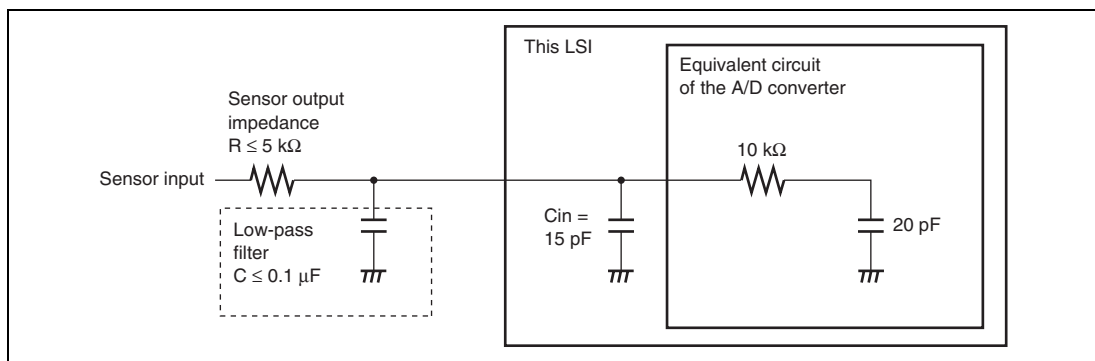 This LSI
Equivalent circuit
of the A/D converter
Sensor output
impedance
R ≤ 5 kΩ
10 kΩ
Sensor input
Low-pass
filter
C ≤ 0.1 μF
Cin =
15 pF
20 pF